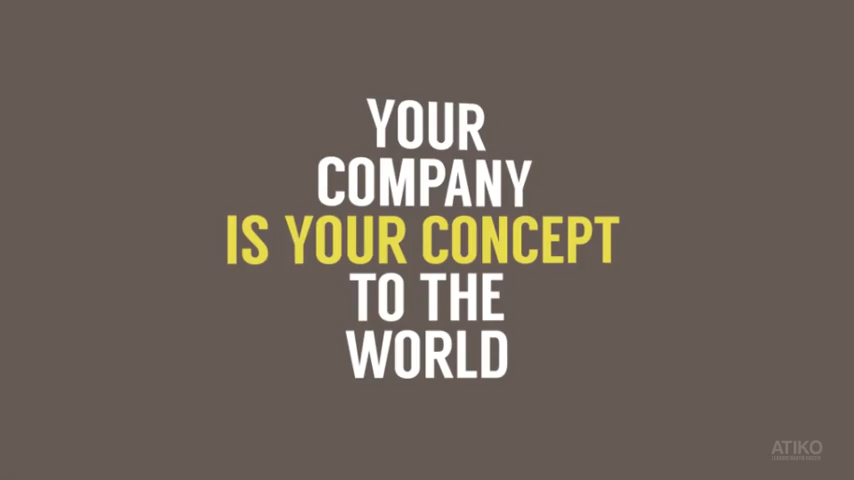 YOUR
COMPANY
IS YOUR CONCEPT
TO THE
WORLD
ATIKO